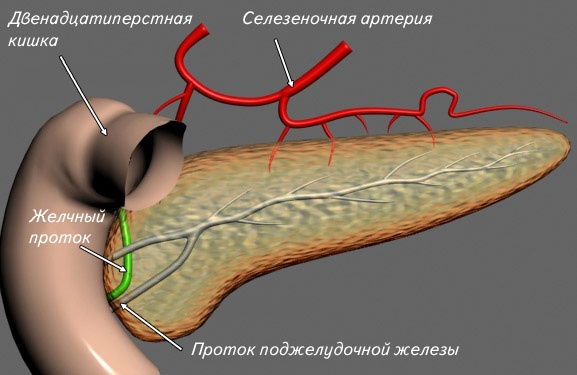 Двенадцатиперстная
кишка
Селезеночная артерия
Желчный
проток
Проток поджелудочной железы